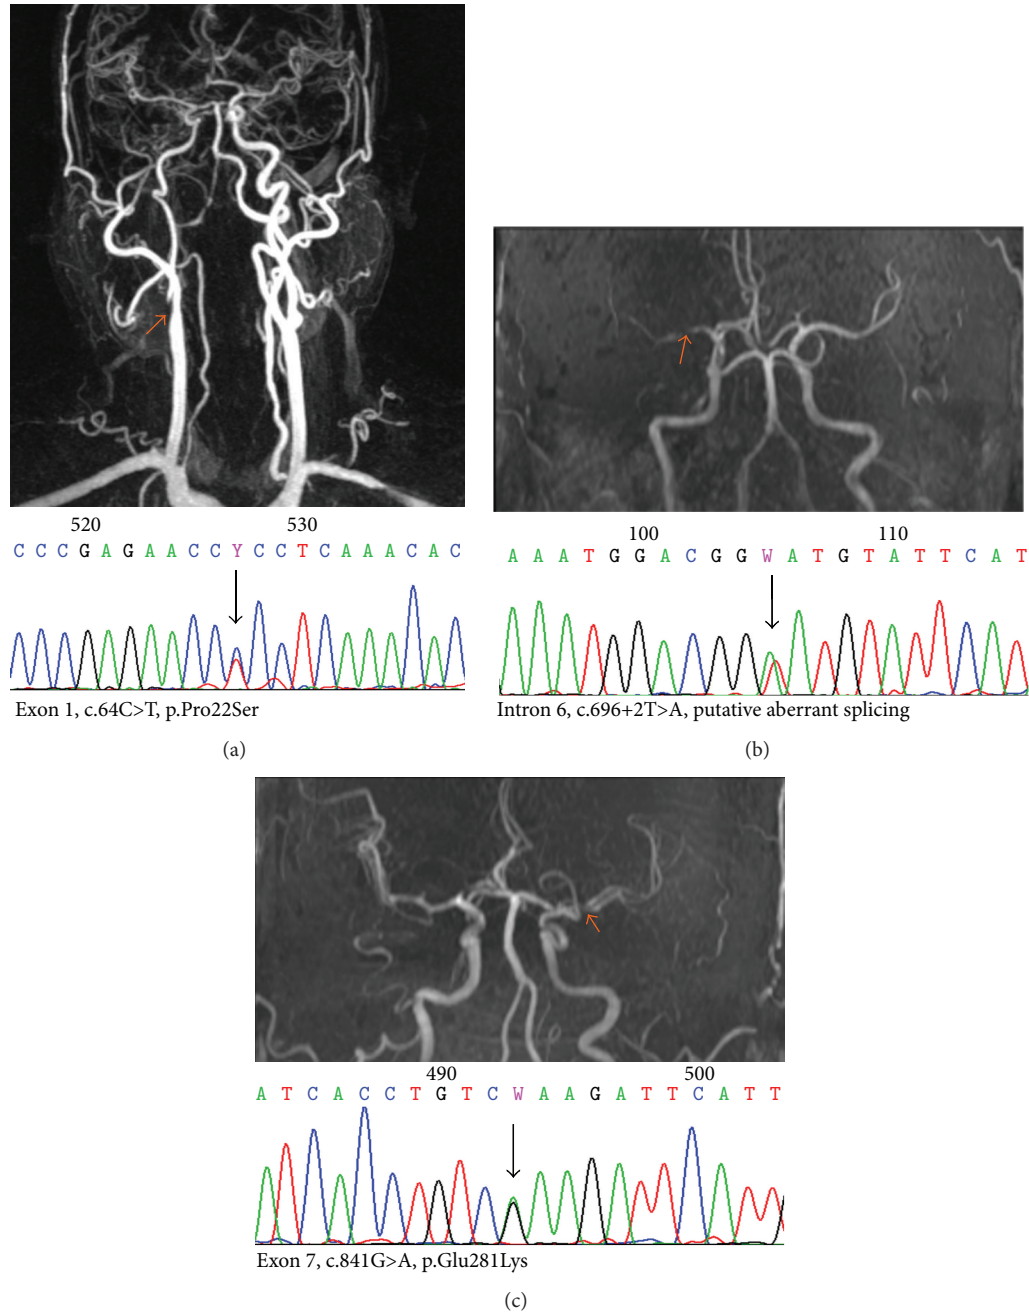 520 530
C C C G A G A A C C Y C C T C A A A C A C
Exon 1, c.64C>T, p.Pro22Ser
(a)
100 110
A A A T G G A C G G W A T G T A T T C A T
Intron 6, c.696+2T>A, putative aberrant splicing
(b)
490 500
A T C A C C T G T C W A A G A T T C A T T
Exon 7, c.841G>A, p.Glu281Lys
(c)